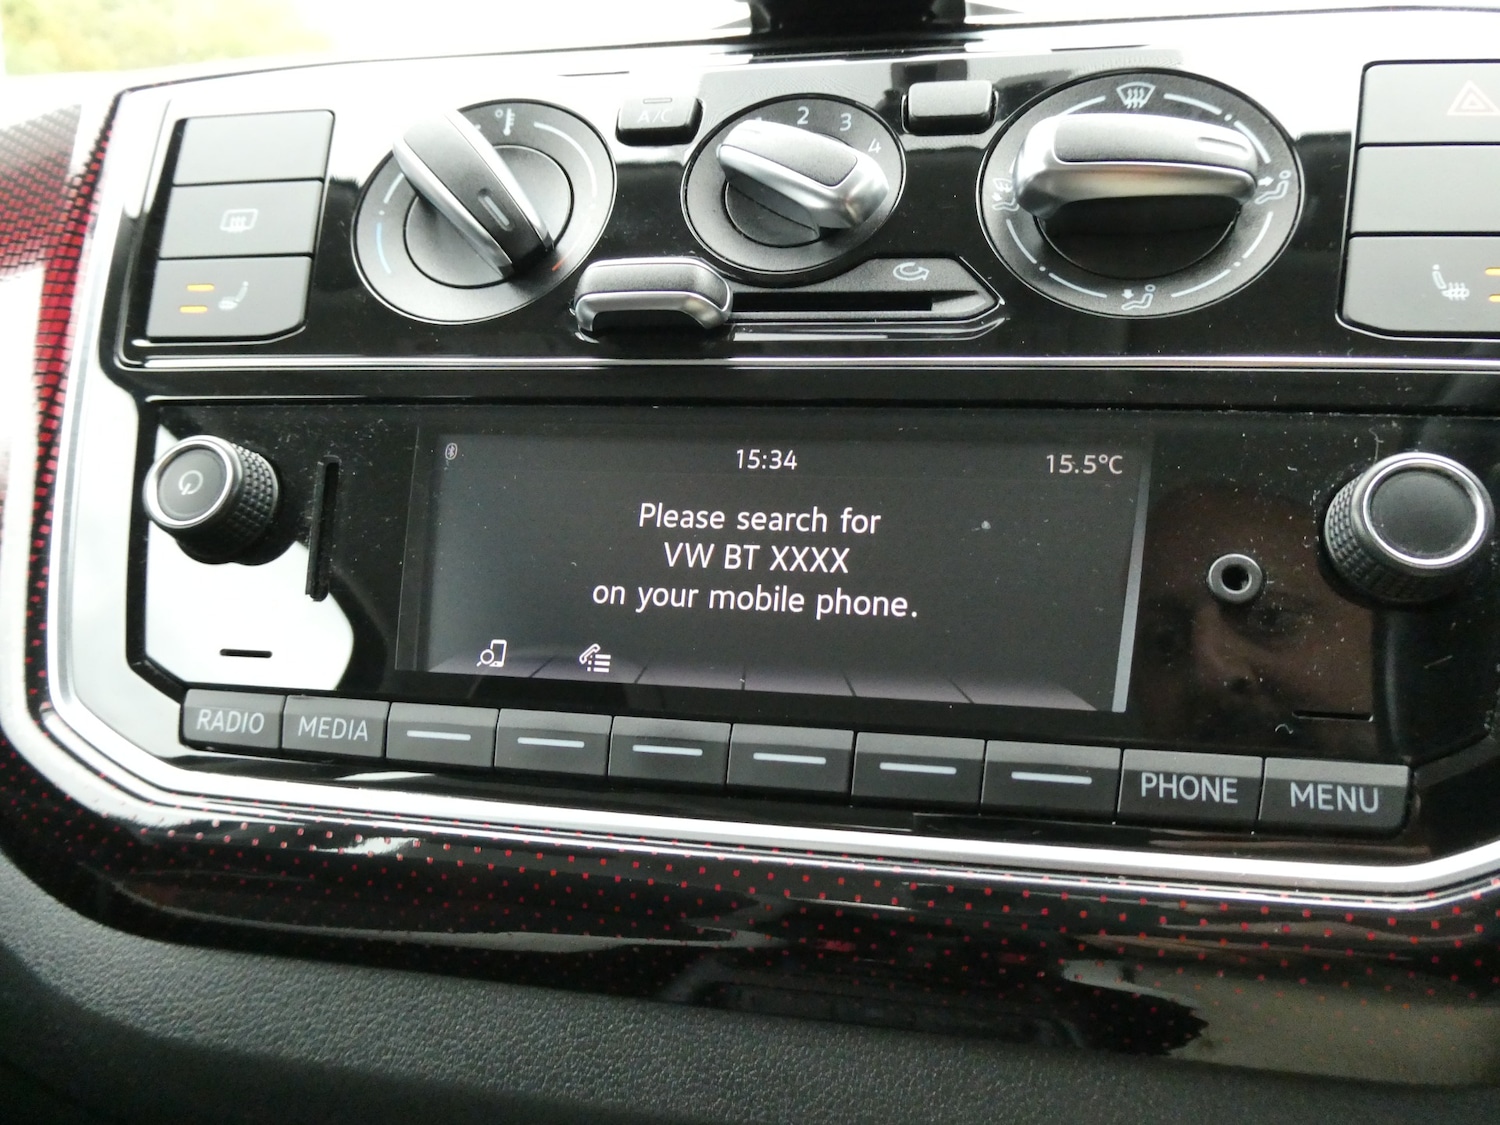 °
A/C
2 3 4
15:34 15.5°C
Please search for
VW BT XXXX
on your mobile phone.
RADIO MEDIA PHONE MENU